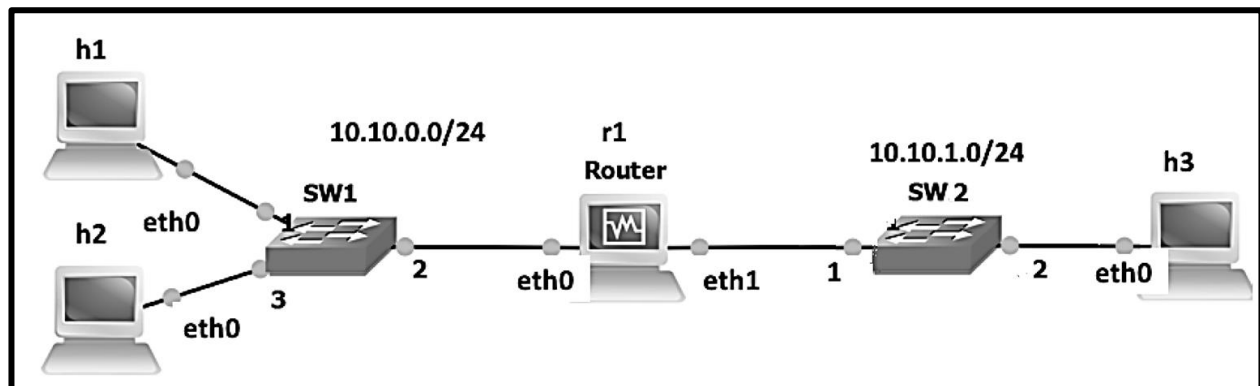 h1
10.10.0.0/24
r1
Router
10.10.1.0/24
h3
SW1
SW 2
1
eth0
h2
2
eth0
eth1
1
2
eth0
3
eth0